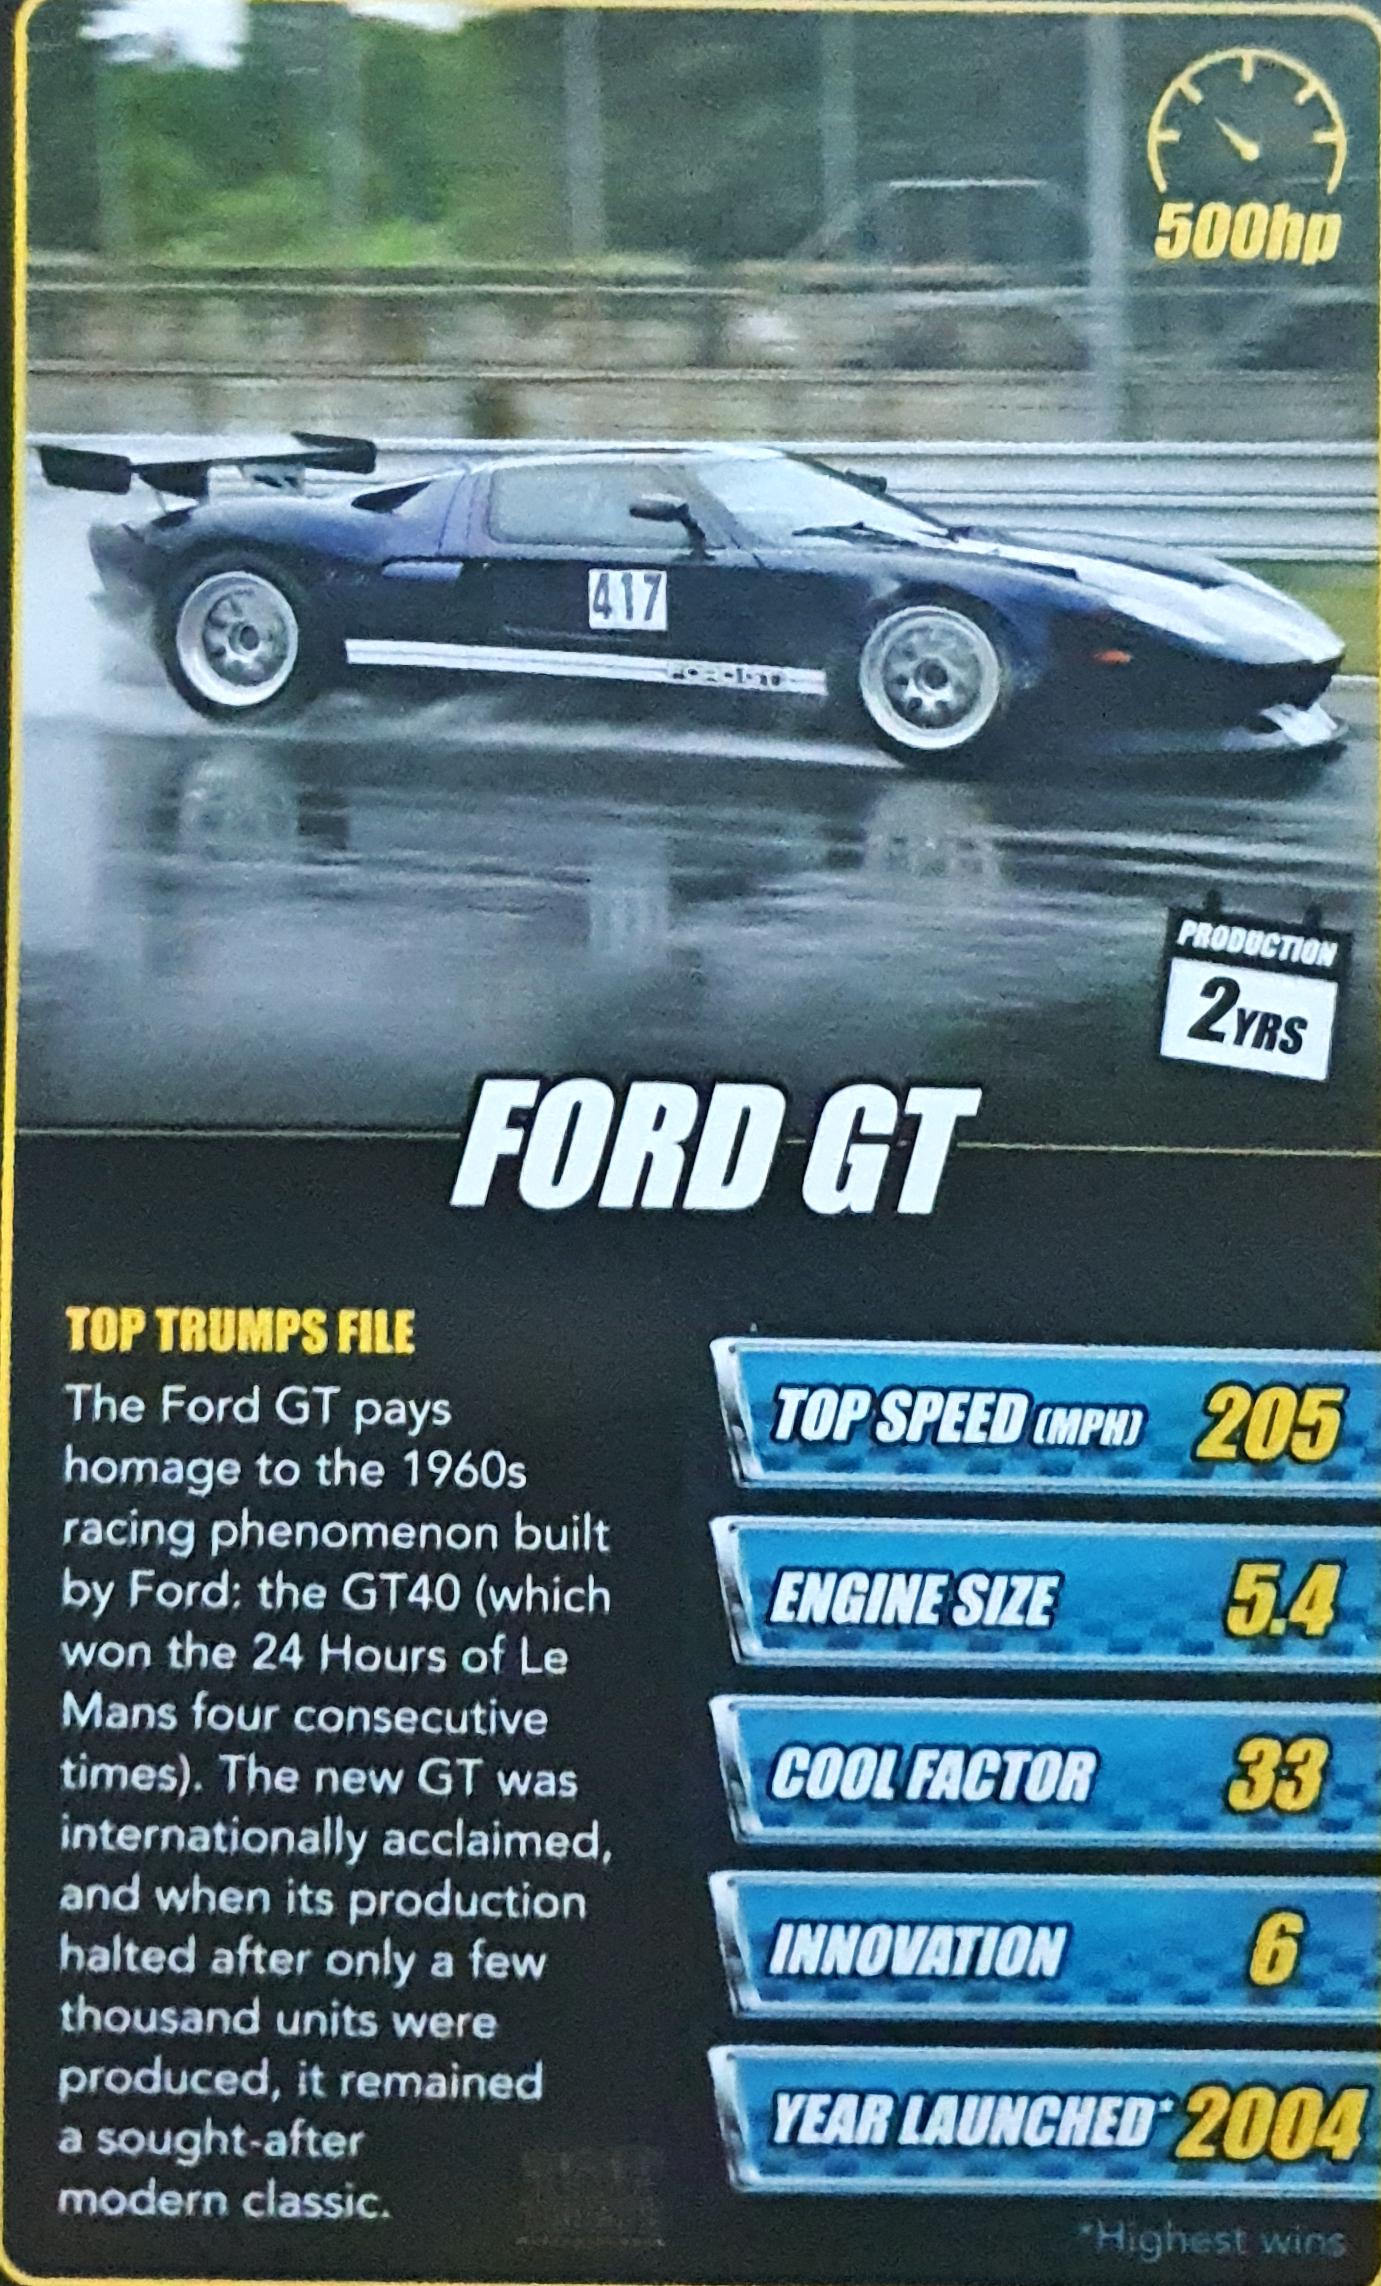 500hp
417
FORD GT
PRODUCTION
2YRS
FORD GT
TOP TRUMPS FILE
The Ford GT pays
homage to the 1960s
racing phenomenon built
by Ford: the GT40 (which
won the 24 Hours of Le
Mans four consecutive
times). The new GT was
internationally acclaimed,
and when its production
halted after only a few
thousand units were
produced, it remained
a sought-after
modern classic.
TOP SPEED (MPH) 205
ENGINE SIZE 5.4
COOL FACTOR 33
INNOVATION 6
YEAR LAUNCHED* 2004
*Highest wins